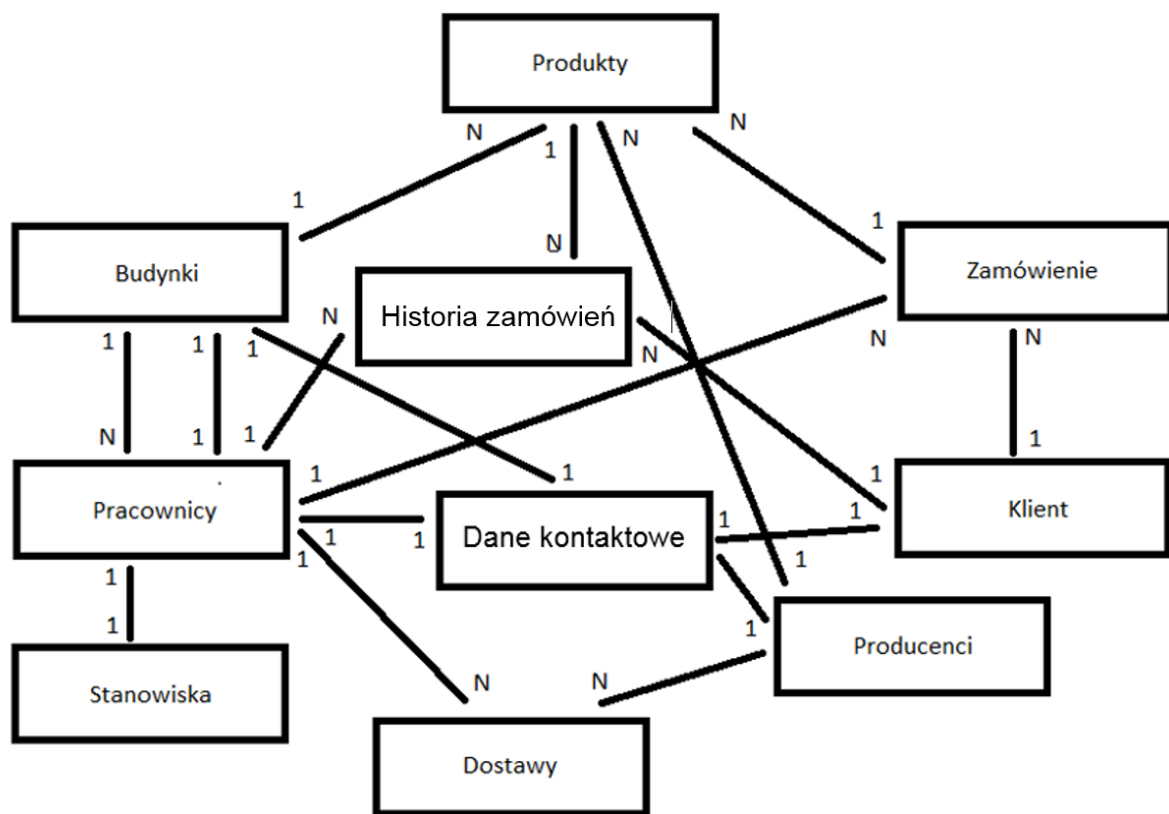 Produkty
N
1
N
N
1
1
N
Budynki
Zamówienie
Historia zamówień
1
1
1
N
N
N
N
N
1
1
1
1
1
1
Pracownicy
Dane kontaktowe
Klient
1
1
1
1
1
1
1
1
1
Stanowiska
N
N
Producenci
Dostawy